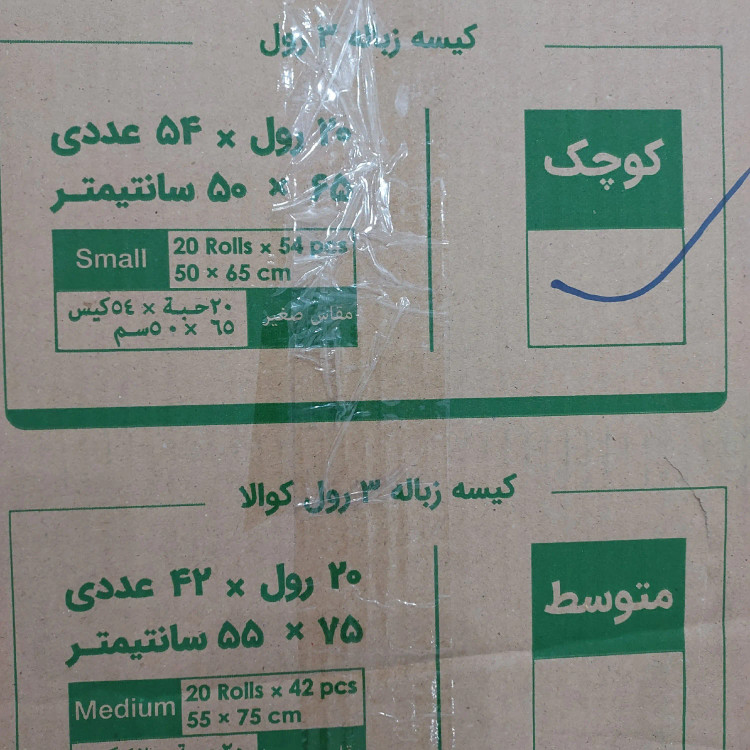 کیسه زباله ۳ رول
کوچک
۲۰ رول × ۵۴ عددی
۶۵ × ۵۰ سانتیمتر
Small
20 Rolls × 54 pcs
50 × 65 cm
مقاس صغير
٢٠حبة × ٥٤كيس
٦٥ × ٥٠سم
کیسه زباله ۳ رول کوالا
متوسط
۲۰ رول × ۴۲ عددی
۷۵ × ۵۵ سانتیمتر
Medium
20 Rolls × 42 pcs
55 × 75 cm